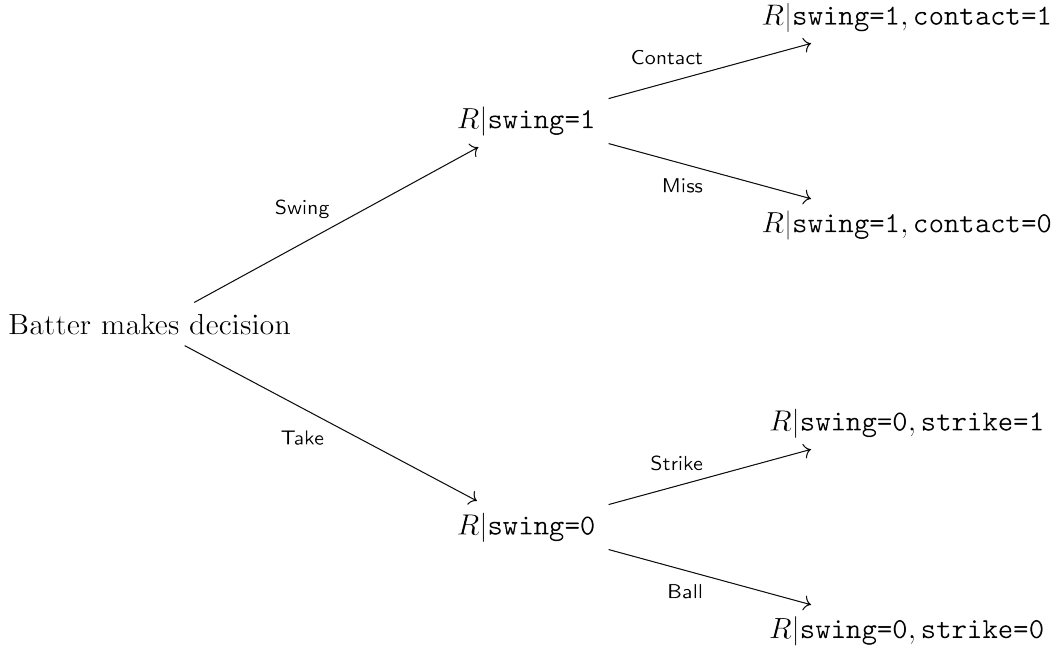 R|swing=1, contact=1
Contact
R|swing=1
Miss
R|swing=1, contact=0
Swing
Batter makes decision
Take
R|swing=0, strike=1
Strike
R|swing=0
Ball
R|swing=0, strike=0